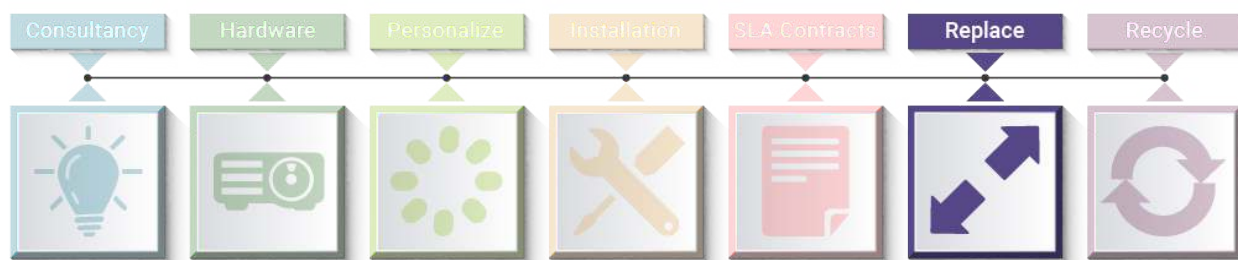 Consultancy
Hardware
Personalize
Installation
SLA Contracts
Replace
Recycle